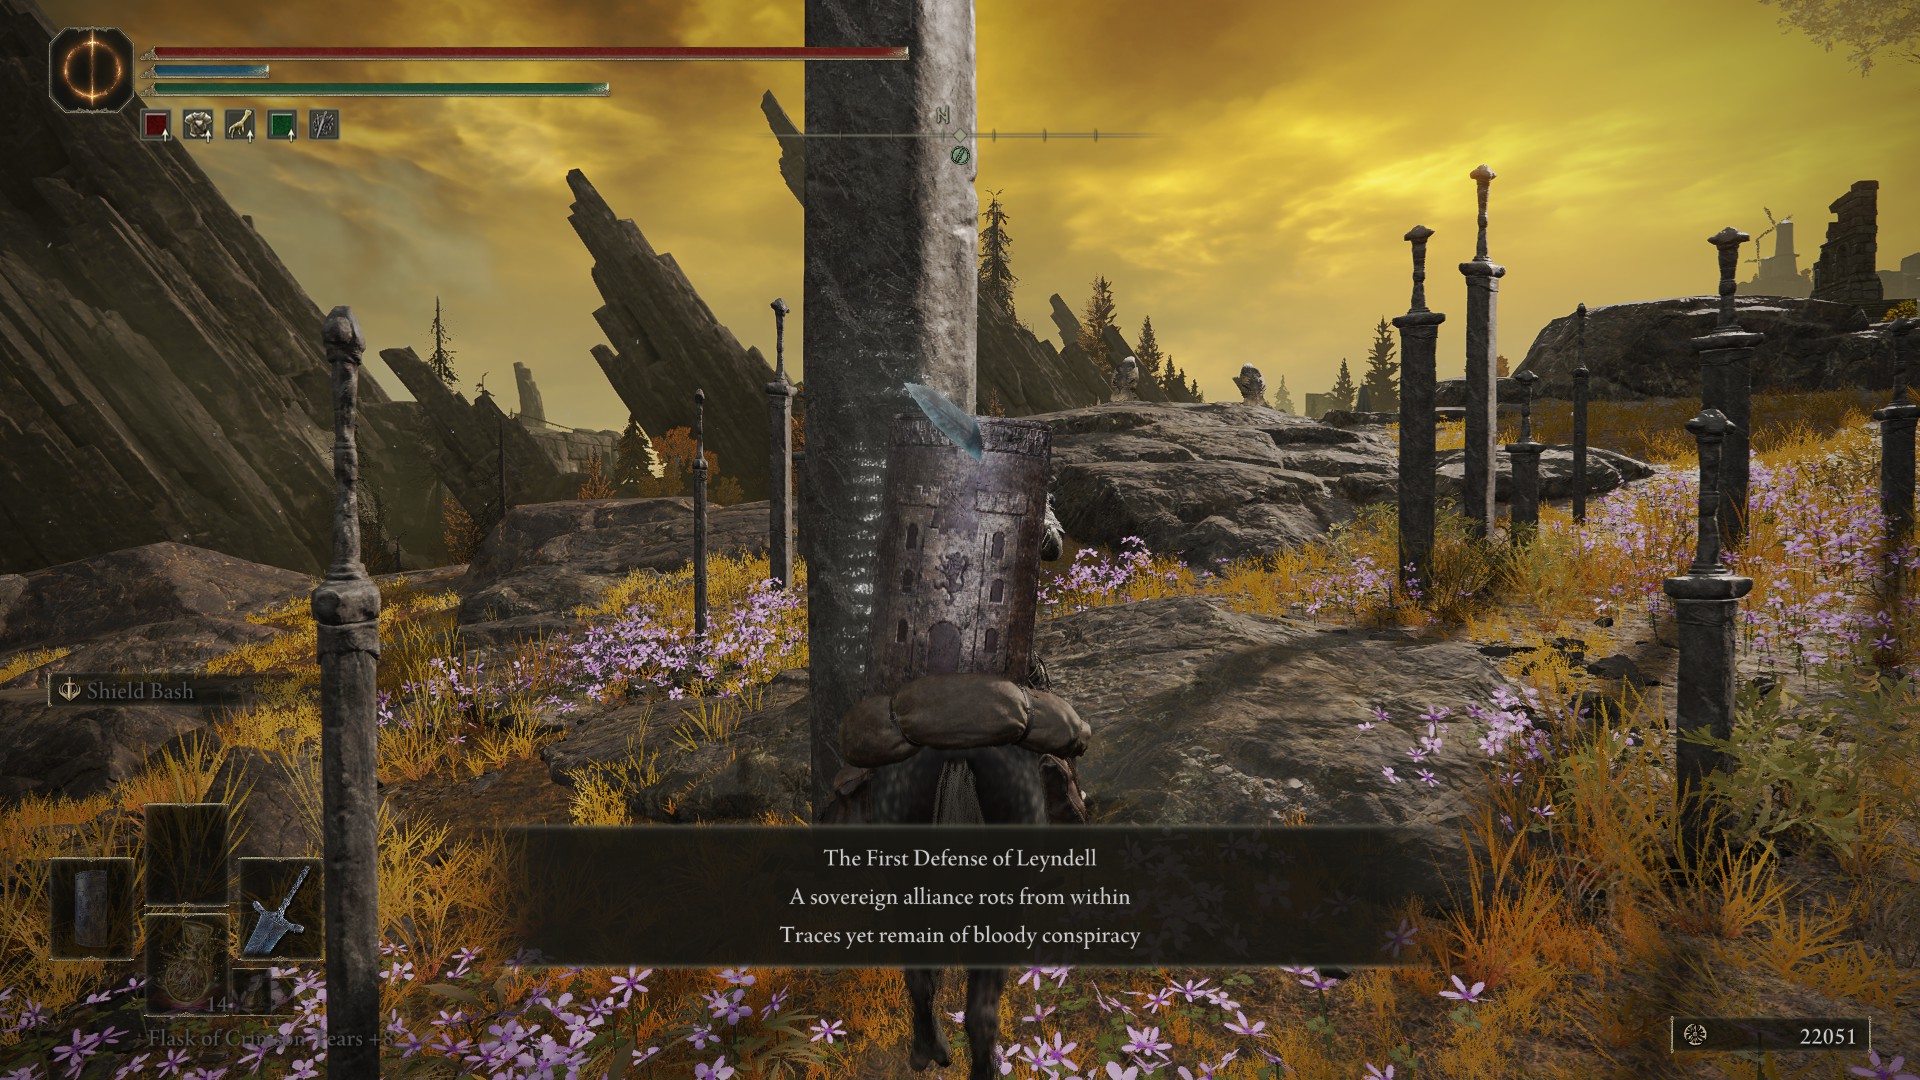 N
Shield Bash
The First Defense of Leyndell
A sovereign alliance rots from within
Traces yet remain of bloody conspiracy
14
Flask of Crimson Tears +8
22051